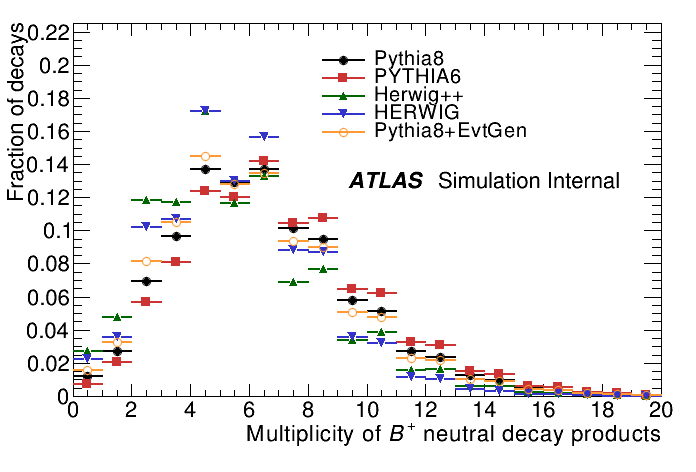 Fraction of decays
0.22
0.2
0.18
0.16
0.14
0.12
0.1
0.08
0.06
0.04
0.02
0
Pythia8
PYTHIA6
Herwig++
HERWIG
Pythia8+EvtGen
ATLAS Simulation Internal
0 2 4 6 8 10 12 14 16 18 20
Multiplicity of B⁺ neutral decay products